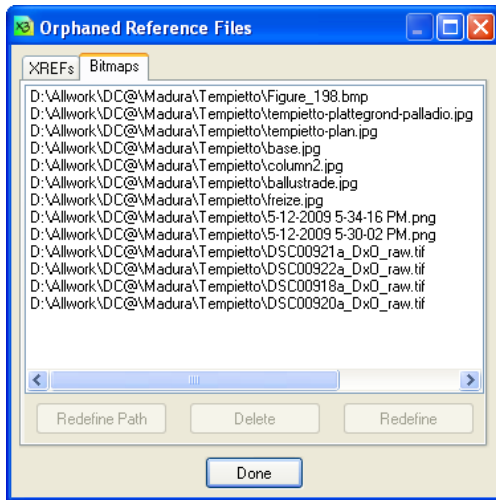 X3 Orphaned Reference Files
XREFs Bitmaps
D:\Allwork\DC@\Madura\Tempietto\Figure_198.bmp
D:\Allwork\DC@\Madura\Tempietto\tempietto-plattegrond-palladio.jpg
D:\Allwork\DC@\Madura\Tempietto\tempietto-plan.jpg
D:\Allwork\DC@\Madura\Tempietto\base.jpg
D:\Allwork\DC@\Madura\Tempietto\column2.jpg
D:\Allwork\DC@\Madura\Tempietto\ballustrade.jpg
D:\Allwork\DC@\Madura\Tempietto\freize.jpg
D:\Allwork\DC@\Madura\Tempietto\5-12-2009 5-34-16 PM.png
D:\Allwork\DC@\Madura\Tempietto\5-12-2009 5-30-02 PM.png
D:\Allwork\DC@\Madura\Tempietto\DSC00921a_DxO_raw.tif
D:\Allwork\DC@\Madura\Tempietto\DSC00922a_DxO_raw.tif
D:\Allwork\DC@\Madura\Tempietto\DSC00918a_DxO_raw.tif
D:\Allwork\DC@\Madura\Tempietto\DSC00920a_DxO_raw.tif
Redefine Path Delete Redefine
Done